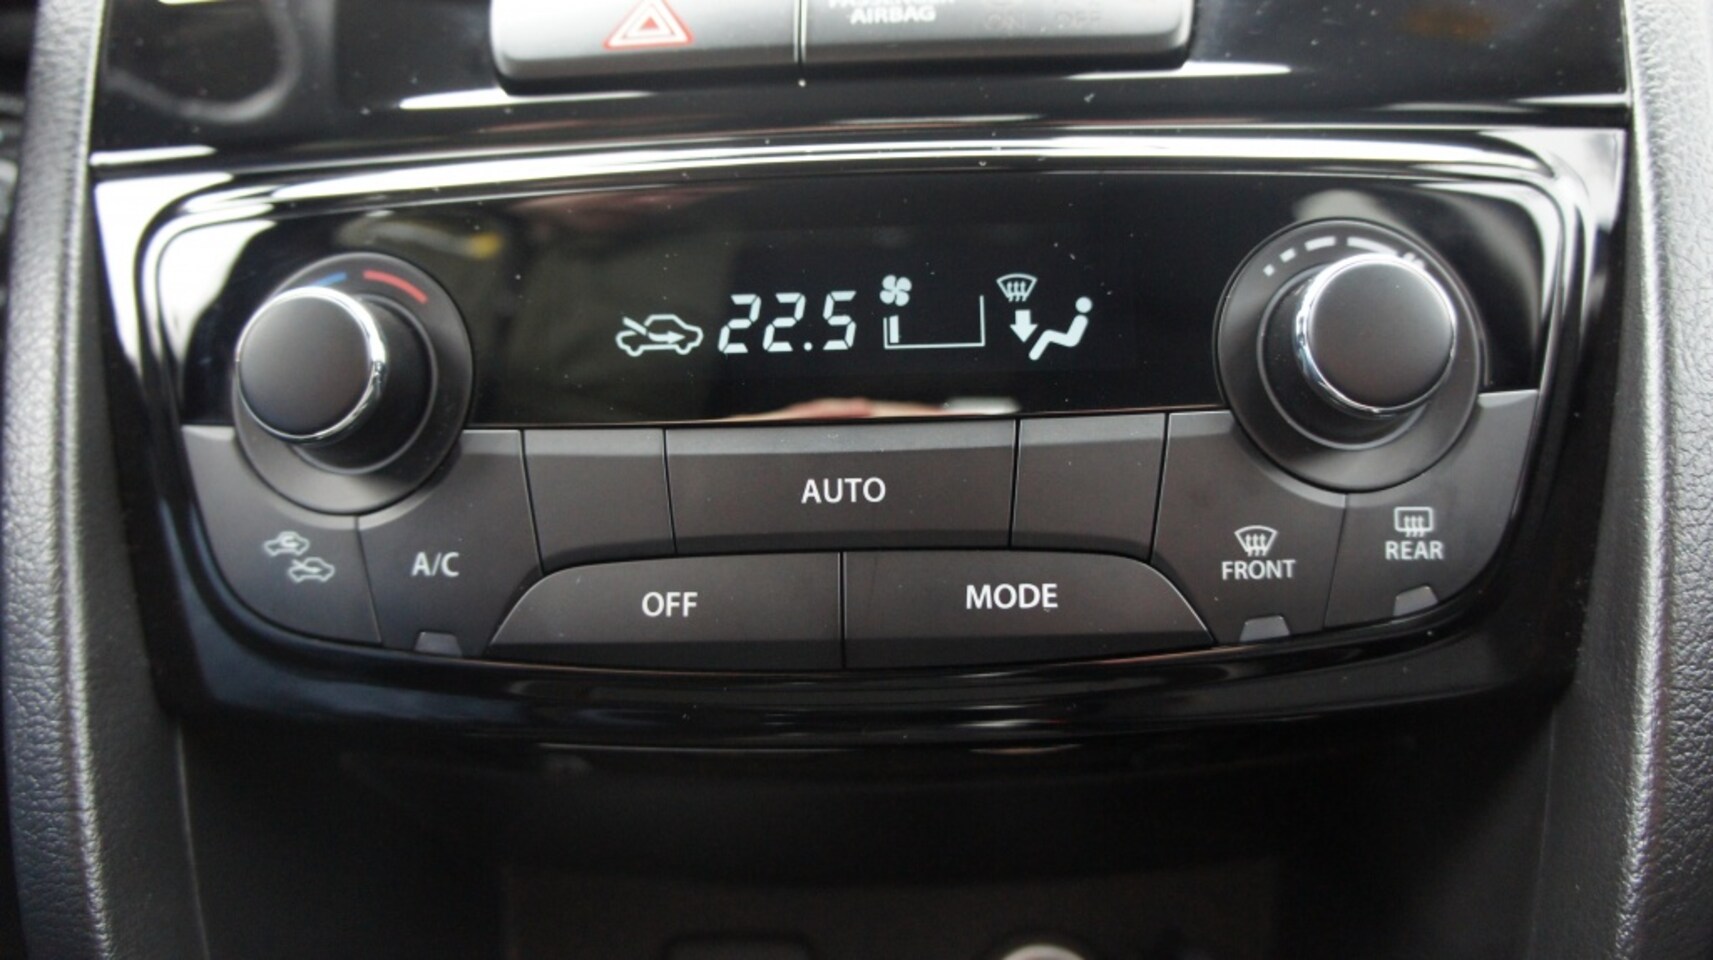 AIRBAG
22.5
AUTO
A/C
OFF
MODE
FRONT
REAR